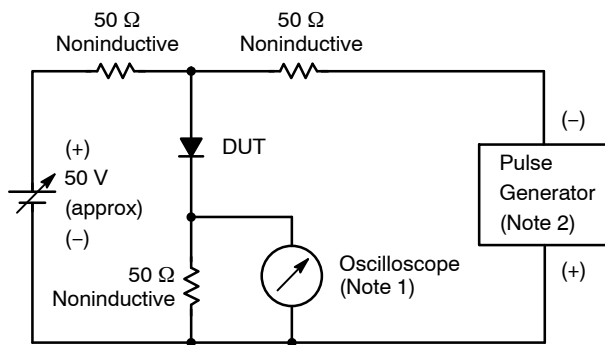 50 Ω
Noninductive
50 Ω
Noninductive
(+)
50 V
(approx)
(−)
DUT
50 Ω
Noninductive
Oscilloscope
(Note 1)
(−)
Pulse
Generator
(Note 2)
(+)